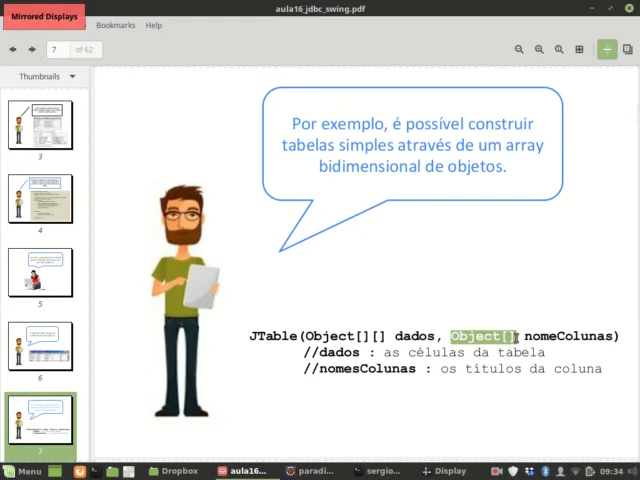 aula16_jdbc_swing.pdf
Mirrored Displays
Bookmarks Help
7 of 62
Thumbnails
3
4
5
6
7
Por exemplo, é possível construir
tabelas simples através de um array
bidimensional de objetos.
JTable(Object[][] dados, Object[] nomeColunas)
//dados : as células da tabela
//nomesColunas : os títulos da coluna
Menu Dropbox aula16... paradi... sergio... Display 09:34